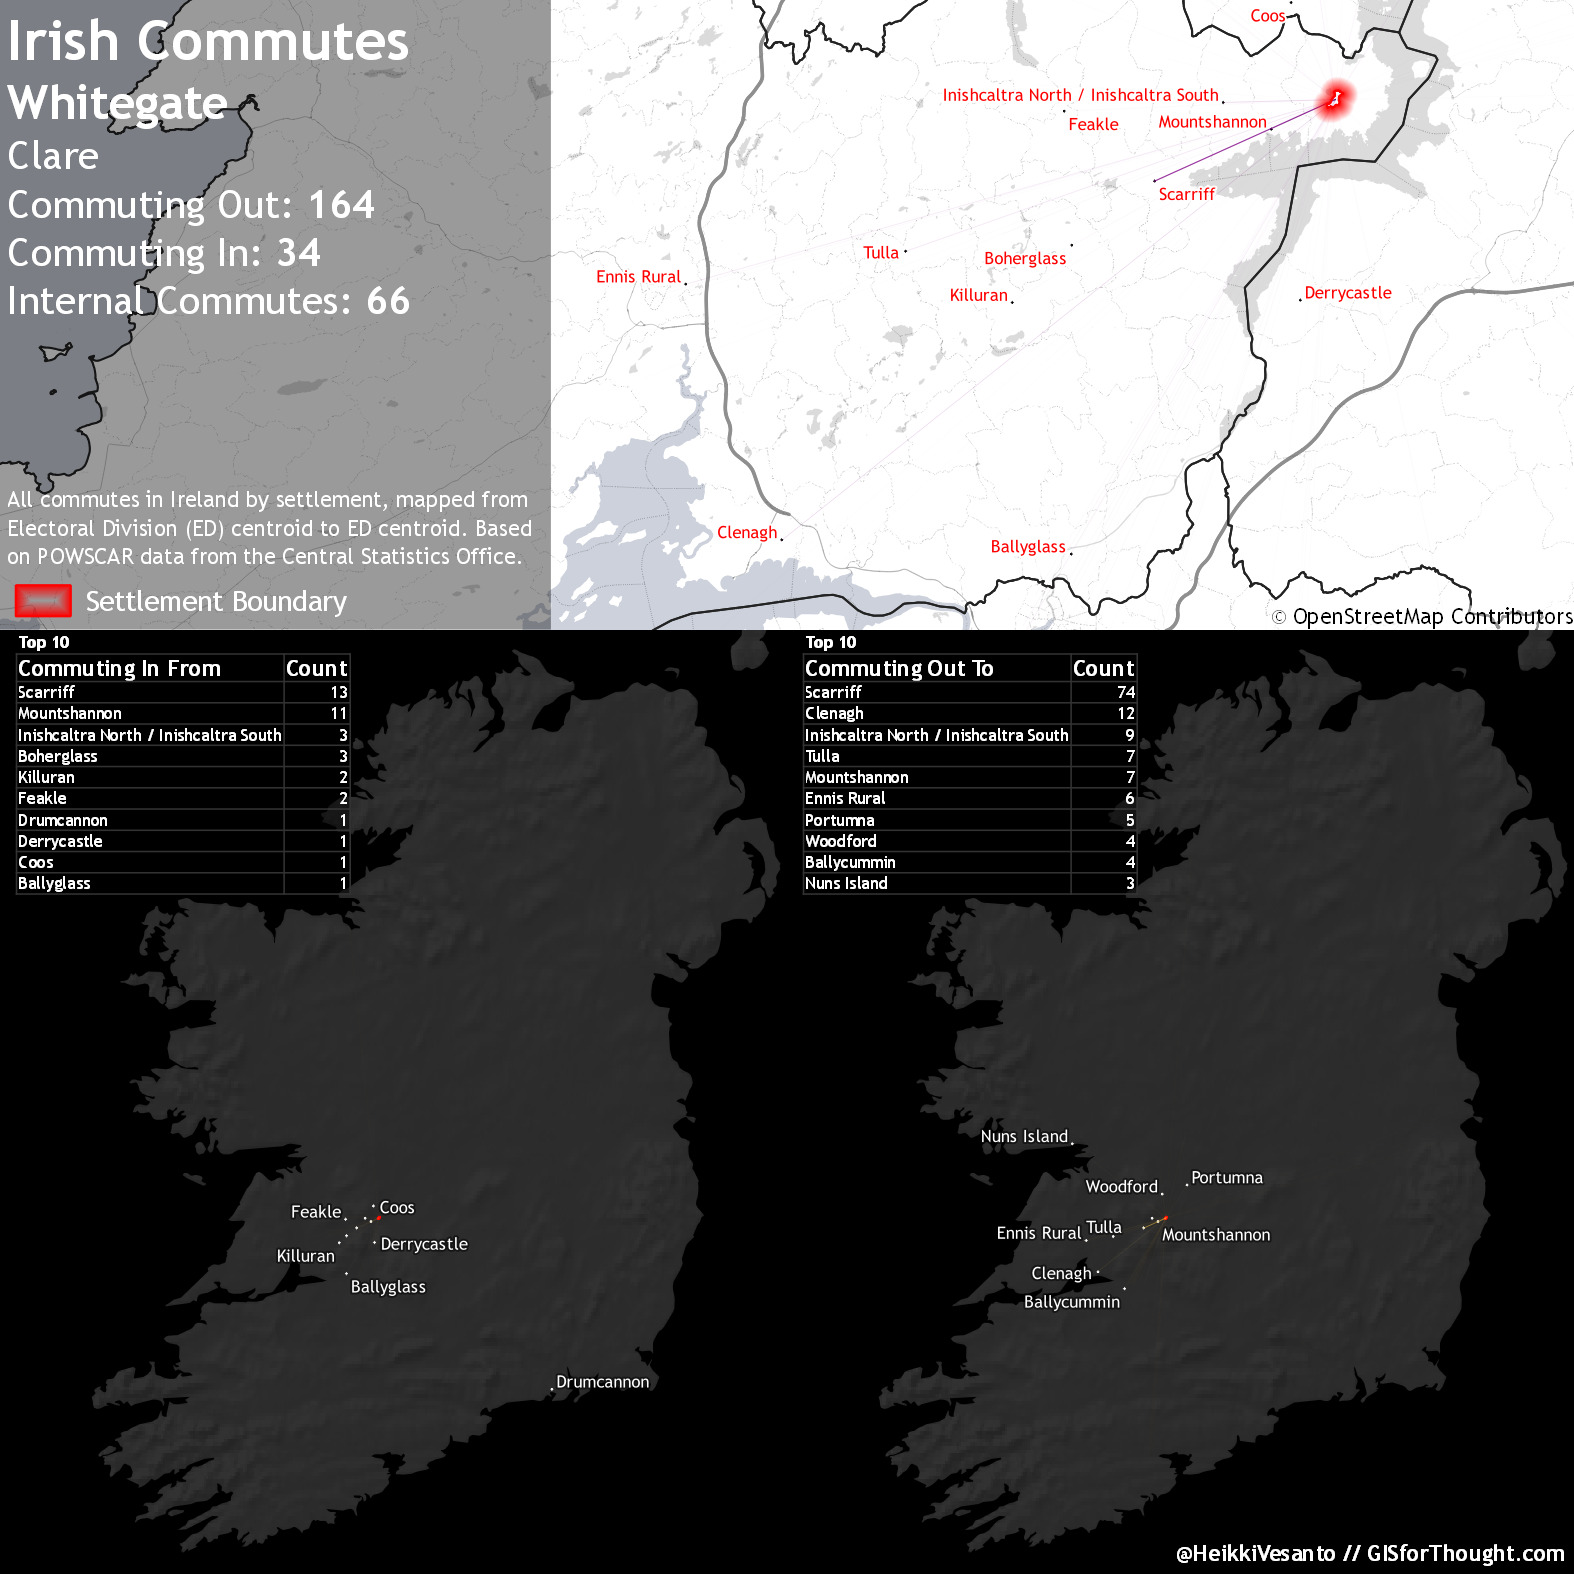 Irish Commutes
Whitegate
Clare
Commuting Out: 164
Commuting In: 34
Internal Commutes: 66
All commutes in Ireland by settlement, mapped from
Electoral Division (ED) centroid to ED centroid. Based
on POWSCAR data from the Central Statistics Office.
Settlement Boundary
Coos
Inishcaltra North / Inishcaltra South
Feakle
Mountshannon
Scarriff
Tulla
Boherglass
Ennis Rural
Killuran
Derrycastle
Clenagh
Ballyglass
© OpenStreetMap Contributors
Top 10
Commuting In From Count
Scarriff 13
Mountshannon 11
Inishcaltra North / Inishcaltra South 3
Boherglass 3
Killuran 2
Feakle 2
Drumcannon 1
Derrycastle 1
Coos 1
Ballyglass 1
Feakle
Coos
Killuran
Derrycastle
Ballyglass
Drumcannon
Top 10
Commuting Out To Count
Scarriff 74
Clenagh 12
Inishcaltra North / Inishcaltra South 9
Tulla 7
Mountshannon 7
Ennis Rural 6
Portumna 5
Woodford 4
Ballycummin 4
Nuns Island 3
Nuns Island
Woodford
Portumna
Ennis Rural
Tulla
Mountshannon
Clenagh
Ballycummin
@HeikkiVesanto // GISforThought.com